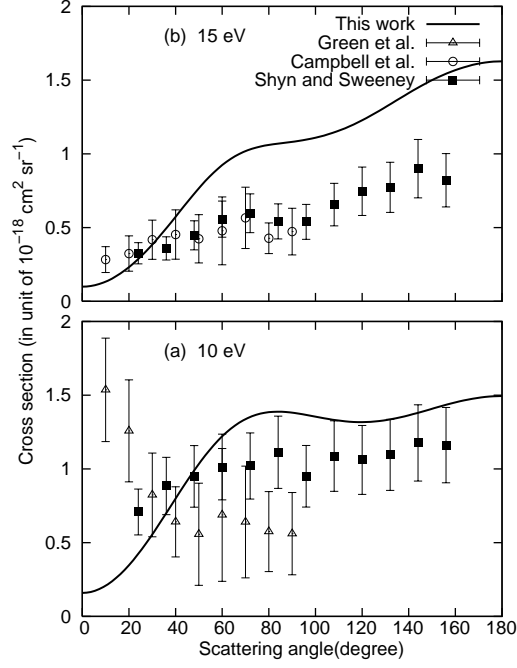 2
This work
(b) 15 eV
Green et al.
Campbell et al.
Shyn and Sweeney
1.5
1
0.5
0
2
(a) 10 eV
1.5
1
0.5
0
0 20 40 60 80 100 120 140 160 180
Scattering angle(degree)
Cross section (in unit of 10⁻¹⁸ cm² sr⁻¹)